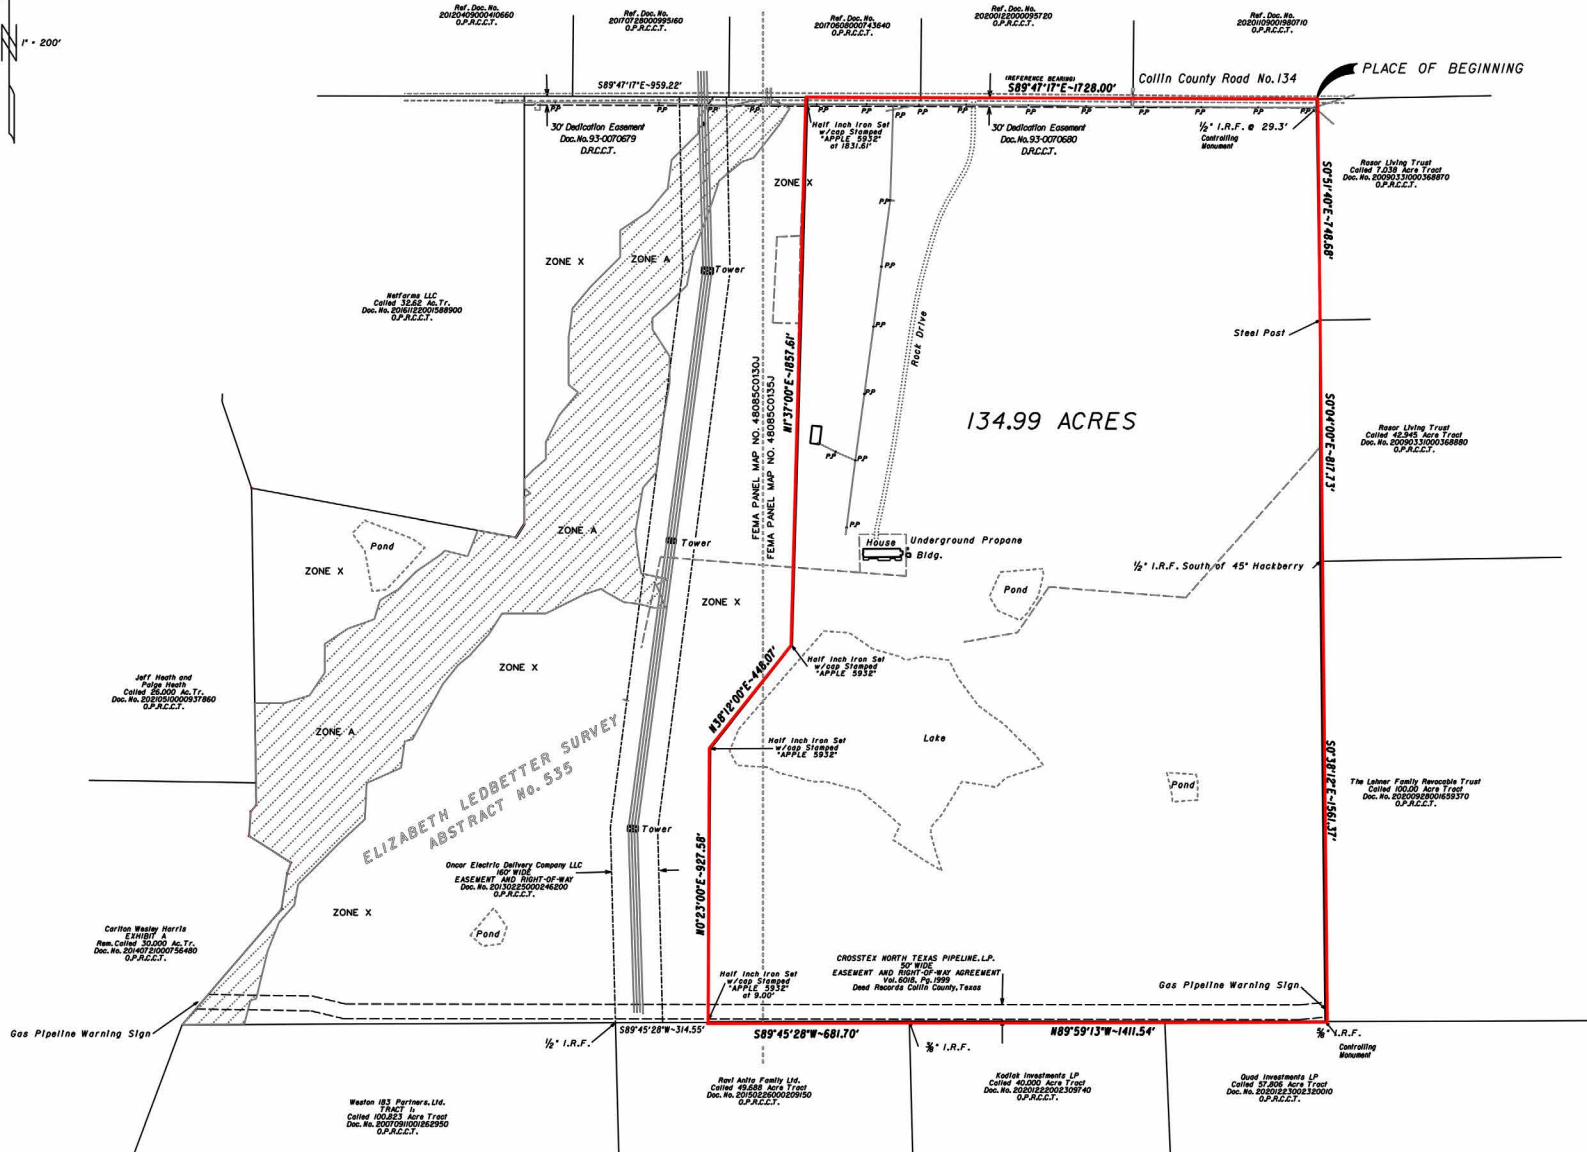 Ref. Doc. No.
20120409000410660
O.P.R.C.C.T.
Ref. Doc. No.
20170728000995160
O.P.R.C.C.T.
Ref. Doc. No.
20170608000743640
O.P.R.C.C.T.
Ref. Doc. No.
20200122000095720
O.P.R.C.C.T.
Ref. Doc. No.
20201109001980710
O.P.R.C.C.T.
1" = 200'
PLACE OF BEGINNING
S89°47'17"E~959.22'
(REFERENCE BEARING)
S89°47'17"E~1728.00'
Collin County Road No.134
P.P.
P.P.
P.P.
P.P.
P.P.
P.P.
P.P.
P.P.
P.P.
P.P.
P.P.
P.P.
P.P.
30' Dedication Easement
Doc.No.93-0070679
D.R.C.C.T.
Half Inch Iron Set
w/cap Stamped
"APPLE 5932"
at 1831.61'
30' Dedication Easement
Doc.No.93-0070680
D.R.C.C.T.
1/2" I.R.F. @ 29.3'
Controlling
Monument
Rasor Living Trust
Called 7.038 Acre Tract
Doc. No. 20090331000368870
O.P.R.C.C.T.
S0°51'40"E~748.68'
ZONE X
P.P.
ZONE X
ZONE A
Tower
P.P.
Netfarms LLC
Called 32.62 Ac. Tr.
Doc. No. 20161122001588900
O.P.R.C.C.T.
P.P.
Rock Drive
Steel Post
N1°37'00"E~1857.61'
FEMA PANEL MAP NO. 48085C0130J
FEMA PANEL MAP NO. 48085C0135J
P.P.
134.99 ACRES
S0°04'00"E~817.73'
Rasor Living Trust
Called 42.945 Acre Tract
Doc. No. 20090331000368880
O.P.R.C.C.T.
P.P.
P.P.
P.P.
ZONE A
Pond
Tower
House
Underground Propane
Bldg.
ZONE X
1/2" I.R.F. South of 45" Hackberry
Pond
ZONE X
Half Inch Iron Set
w/cap Stamped
"APPLE 5932"
ZONE X
Jeff Heath and
Paige Heath
Called 26.000 Ac. Tr.
Doc. No. 20210510000937860
O.P.R.C.C.T.
N38°12'00"E~448.07'
ZONE A
Half Inch Iron Set
w/cap Stamped
"APPLE 5932"
Lake
Pond
S0°38'12"E~1561.37'
The Lehner Family Revocable Trust
Called 100.00 Acre Tract
Doc. No. 20200928001659370
O.P.R.C.C.T.
ELIZABETH LEDBETTER SURVEY
ABSTRACT No. 535
Tower
Oncor Electric Delivery Company LLC
160' WIDE
EASEMENT AND RIGHT-OF-WAY
Doc. No. 20130225000246200
O.P.R.C.C.T.
N0°23'00"E~927.58'
ZONE X
Pond
Carlton Wesley Harris
EXHIBIT A
Rem. Called 30.000 Ac. Tr.
Doc. No. 20140721000756480
O.P.R.C.C.T.
Half Inch Iron Set
w/cap Stamped
"APPLE 5932"
at 9.00'
CROSSTEX NORTH TEXAS PIPELINE, L.P.
50' WIDE
EASEMENT AND RIGHT-OF-WAY AGREEMENT
Vol. 6018, Pg. 1999
Deed Records Collin County, Texas
Gas Pipeline Warning Sign
Gas Pipeline Warning Sign
1/2" I.R.F.
S89°45'28"W~314.55'
S89°45'28"W~681.70'
3/8" I.R.F.
N89°59'13"W~1411.54'
3/8" I.R.F.
Controlling
Monument
Weston 183 Partners, Ltd.
TRACT 1:
Called 100.823 Acre Tract
Doc. No. 20070911001262950
O.P.R.C.C.T.
Ravi Anita Family Ltd.
Called 49.688 Acre Tract
Doc. No. 20150226000209150
O.P.R.C.C.T.
Kodiak Investments LP
Called 40.000 Acre Tract
Doc. No. 20201222002309740
O.P.R.C.C.T.
Quad Investments LP
Called 57.806 Acre Tract
Doc. No. 20201223002320010
O.P.R.C.C.T.